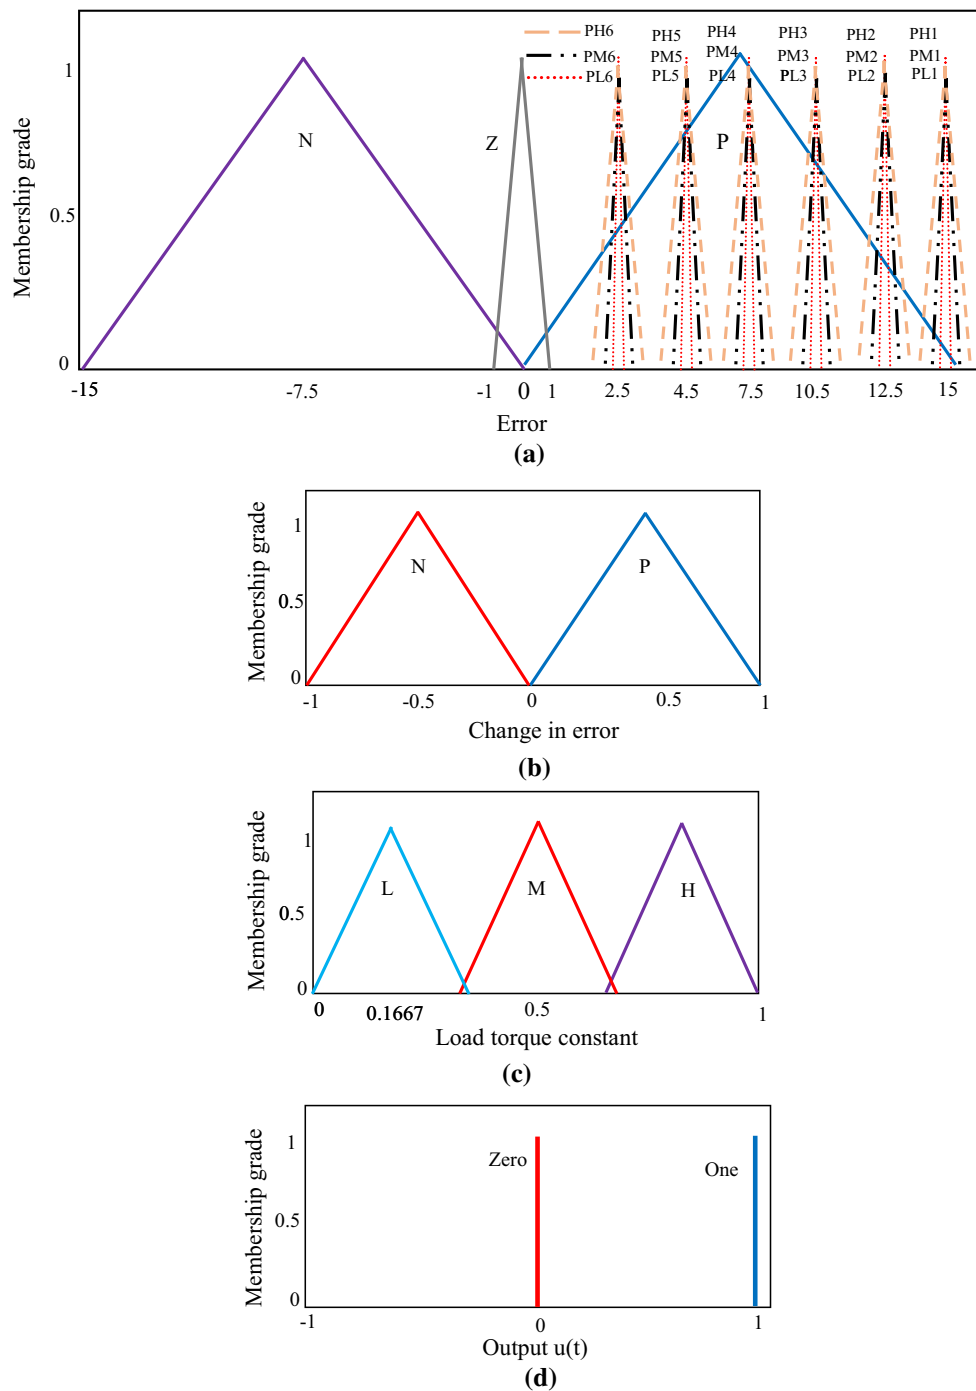 PH6 PH5 PH4 PH3 PH2 PH1
PM6 PM5 PM4 PM3 PM2 PM1
PL6 PL5 PL4 PL3 PL2 PL1
1
N
Z
P
0.5
0
Membership grade
-15 -7.5 -1 0 1 2.5 4.5 7.5 10.5 12.5 15
Error
(a)
1
N
P
0.5
0
Membership grade
-1 -0.5 0 0.5 1
Change in error
(b)
1
L
M
H
0.5
0
Membership grade
0 0.1667 0.5 1
Load torque constant
(c)
1
Zero
One
0.5
0
Membership grade
-1 0 1
Output u(t)
(d)